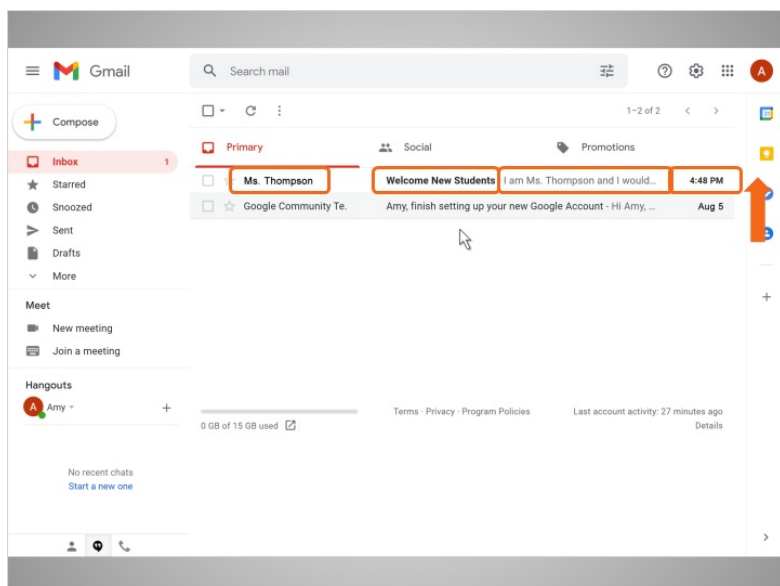 Gmail
Search mail
A
Compose
1–2 of 2
Primary
Social
Promotions
Inbox 1
Ms. Thompson Welcome New Students I am Ms. Thompson and I would... 4:48 PM
Starred
Snoozed
Google Community Te. Amy, finish setting up your new Google Account - Hi Amy, ... Aug 5
Sent
Drafts
More
Meet
New meeting
Join a meeting
Hangouts
A Amy
0 GB of 15 GB used
Terms · Privacy · Program Policies
Last account activity: 27 minutes ago
Details
No recent chats
Start a new one